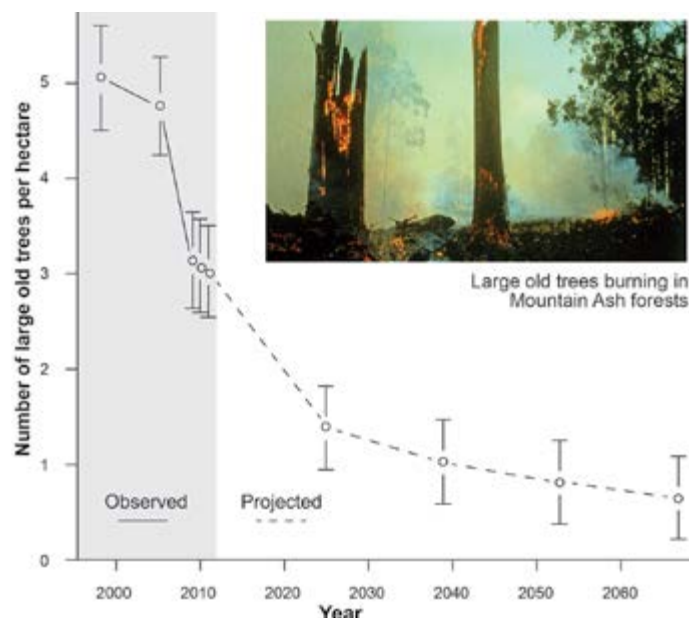 Number of large old trees per hectare
5
4
3
2
1
0
Large old trees burning in
Mountain Ash forests
Observed
Projected
2000
2010
2020
2030
2040
2050
2060
Year